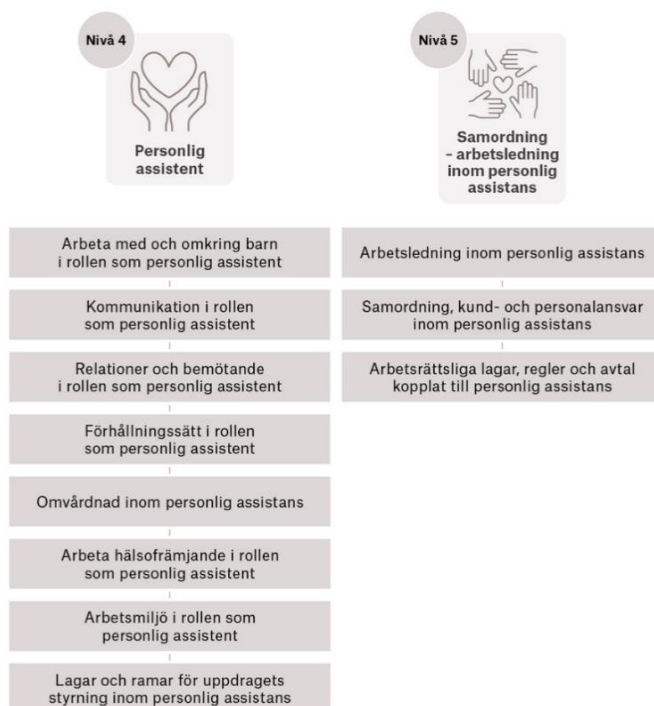 Nivå 4
Personlig
assistent
Arbeta med och omkring barn
i rollen som personlig assistent
Kommunikation i rollen
som personlig assistent
Relationer och bemötande
i rollen som personlig assistent
Förhållningssätt i rollen
som personlig assistent
Omvårdnad inom personlig assistans
Arbeta hälsofrämjande i rollen
som personlig assistent
Arbetsmiljö i rollen som
personlig assistent
Lagar och ramar för uppdragets
styrning inom personlig assistans
Nivå 5
Samordning
– arbetsledning
inom personlig
assistans
Arbetsledning inom personlig assistans
Samordning, kund- och personalansvar
inom personlig assistans
Arbetsrättsliga lagar, regler och avtal
kopplat till personlig assistans